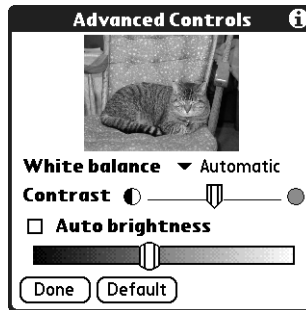 Advanced Controls
White balance Automatic
Contrast
Auto brightness
Done Default